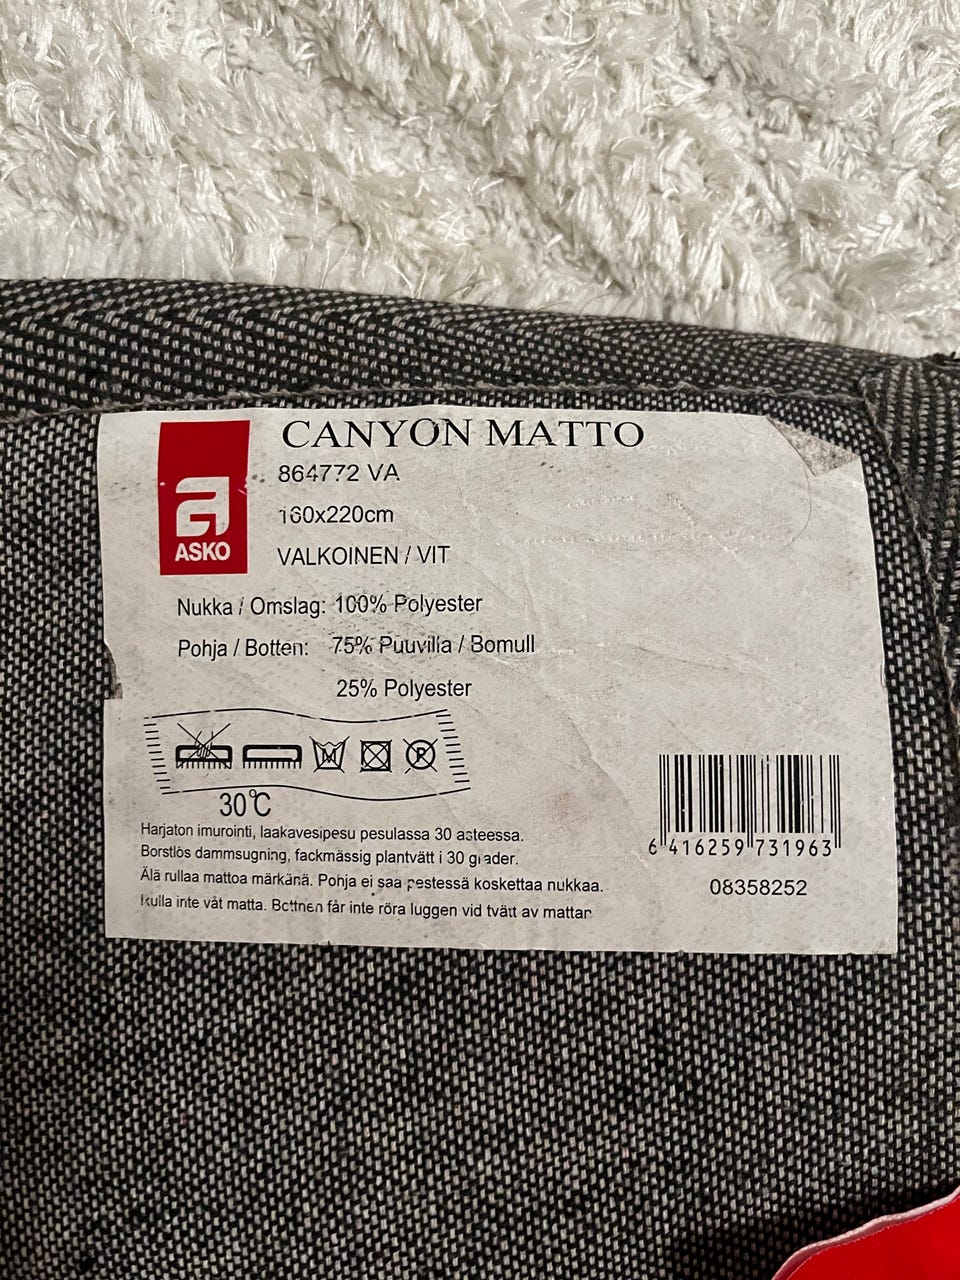 CANYON MATTO
864772 VA
160x220cm
VALKOINEN / VIT
ASKO
Nukka / Omslag: 100% Polyester
Pohja / Botten: 75% Puuvilla / Bomull
25% Polyester
M P
30°C
Harjaton imurointi, laakavesipesu pesulassa 30 asteessa.
Borstlös dammsugning, fackmässig plantvätt i 30 grader.
Älä rullaa mattoa märkänä. Pohja ei saa pestessä koskettaa nukkaa.
Rulla inte våt matta. Bottnen får inte röra luggen vid tvätt av mattan
6 416259 731963
08358252